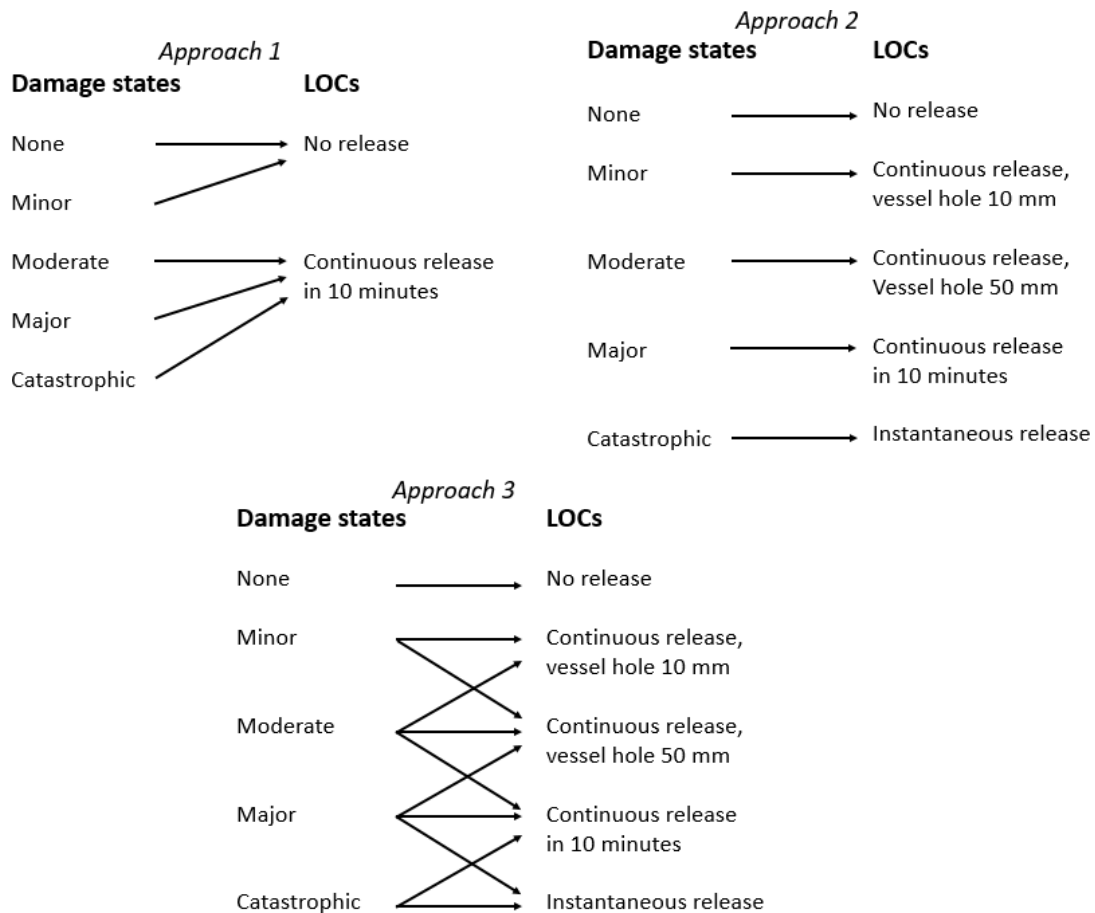 Approach 1
Damage states LOCs
None No release
Minor
Moderate Continuous release
in 10 minutes
Major
Catastrophic
Approach 2
Damage states LOCs
None No release
Minor Continuous release,
vessel hole 10 mm
Moderate Continuous release,
Vessel hole 50 mm
Major Continuous release
in 10 minutes
Catastrophic Instantaneous release
Approach 3
Damage states LOCs
None No release
Minor Continuous release,
vessel hole 10 mm
Moderate Continuous release,
vessel hole 50 mm
Major Continuous release
in 10 minutes
Catastrophic Instantaneous release